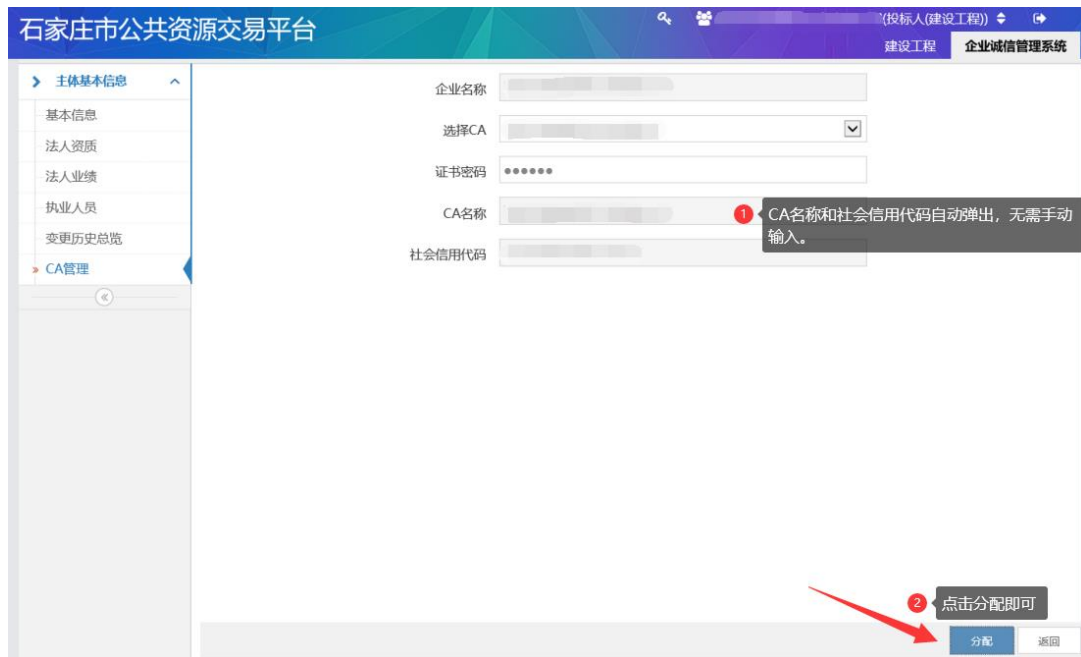 石家庄市公共资源交易平台
(投标人(建设工程))
建设工程 企业诚信管理系统
主体基本信息
基本信息
法人资质
法人业绩
执业人员
变更历史总览
CA管理
企业名称
选择CA
证书密码 ●●●●●●
CA名称
社会信用代码
1 CA名称和社会信用代码自动弹出，无需手动
输入。
2 点击分配即可
分配 返回